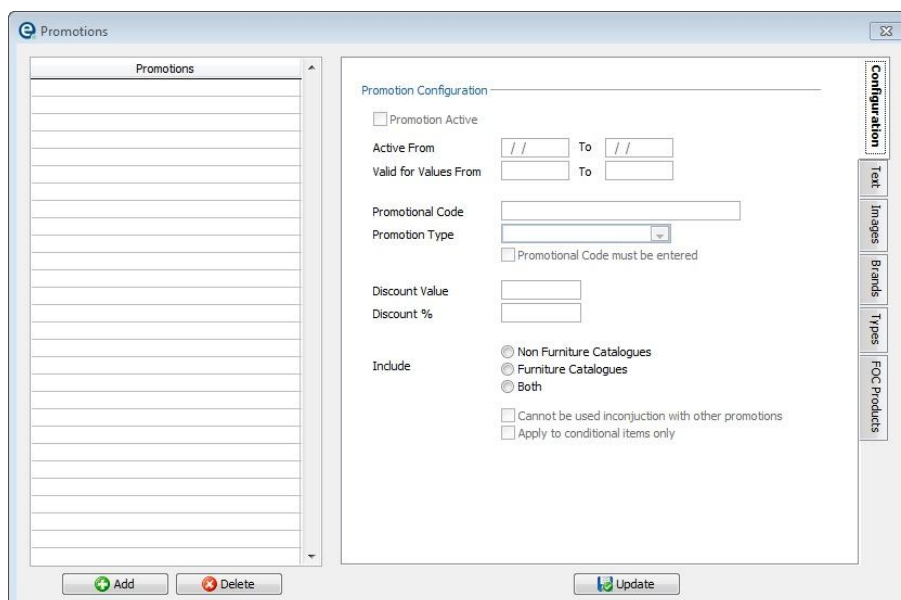 Promotions
Promotions
Promotion Configuration
Promotion Active
Active From / / To / /
Valid for Values From To
Promotional Code
Promotion Type
Promotional Code must be entered
Discount Value
Discount %
Include
Non Furniture Catalogues
Furniture Catalogues
Both
Cannot be used inconjuction with other promotions
Apply to conditional items only
Configuration
Text
Images
Brands
Types
FOC Products
Add
Delete
Update